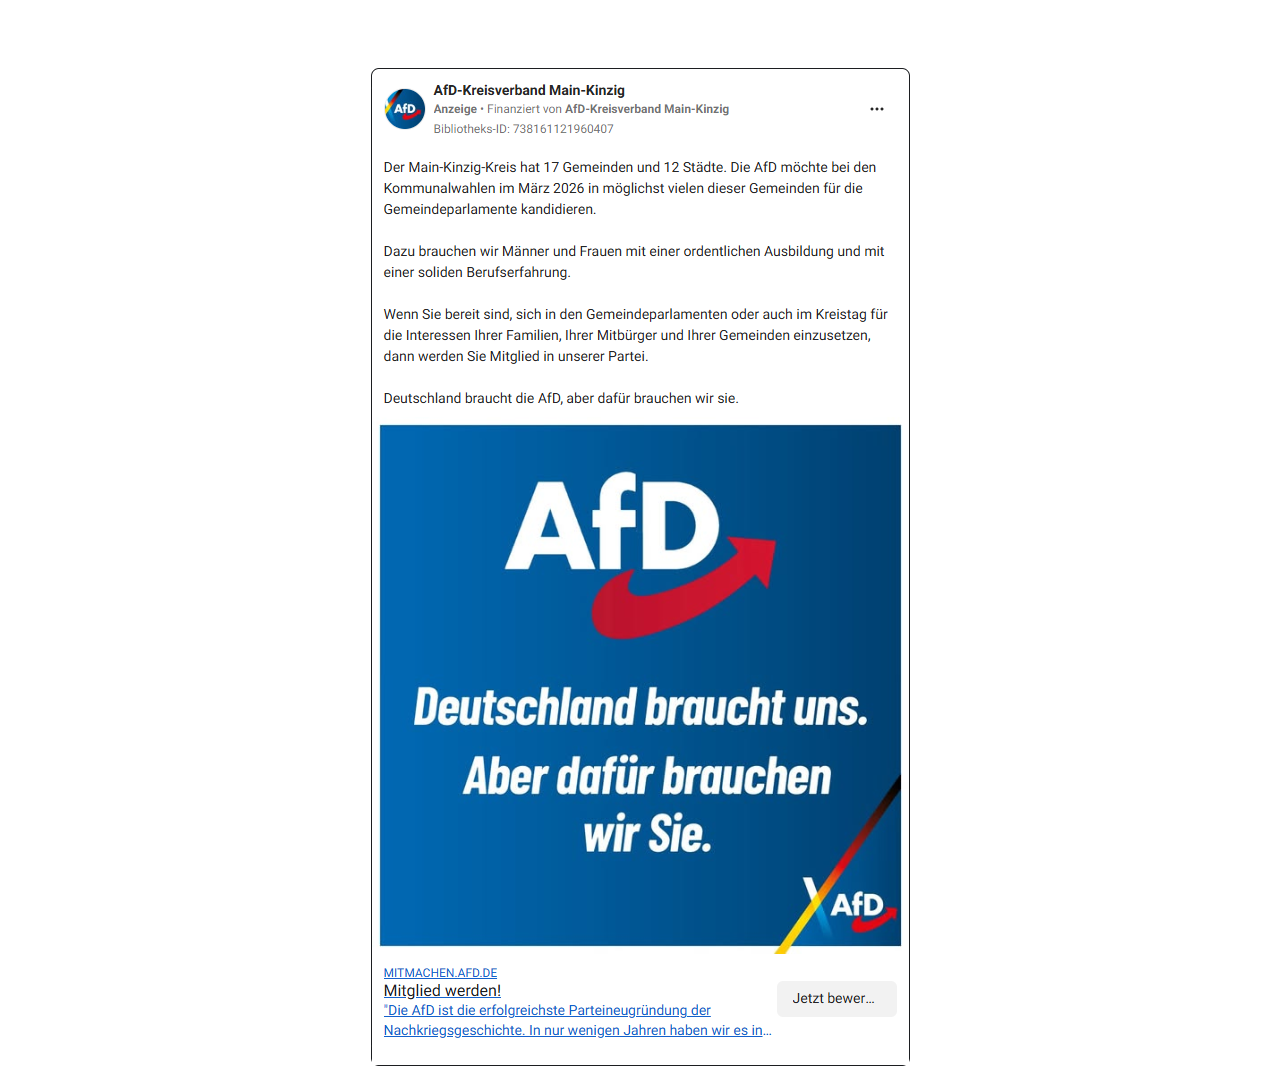 AfD-Kreisverband Main-Kinzig
AfD
Anzeige • Finanziert von AfD-Kreisverband Main-Kinzig
Bibliotheks-ID: 738161121960407
Der Main-Kinzig-Kreis hat 17 Gemeinden und 12 Städte. Die AfD möchte bei den
Kommunalwahlen im März 2026 in möglichst vielen dieser Gemeinden für die
Gemeindeparlamente kandidieren.
Dazu brauchen wir Männer und Frauen mit einer ordentlichen Ausbildung und mit
einer soliden Berufserfahrung.
Wenn Sie bereit sind, sich in den Gemeindeparlamenten oder auch im Kreistag für
die Interessen Ihrer Familien, Ihrer Mitbürger und Ihrer Gemeinden einzusetzen,
dann werden Sie Mitglied in unserer Partei.
Deutschland braucht die AfD, aber dafür brauchen wir sie.
AfD
Deutschland braucht uns.
Aber dafür brauchen
wir Sie.
AfD
MITMACHEN.AFD.DE
Mitglied werden!
"Die AfD ist die erfolgreichste Parteineugründung der
Nachkriegsgeschichte. In nur wenigen Jahren haben wir es in...
Jetzt bewer...